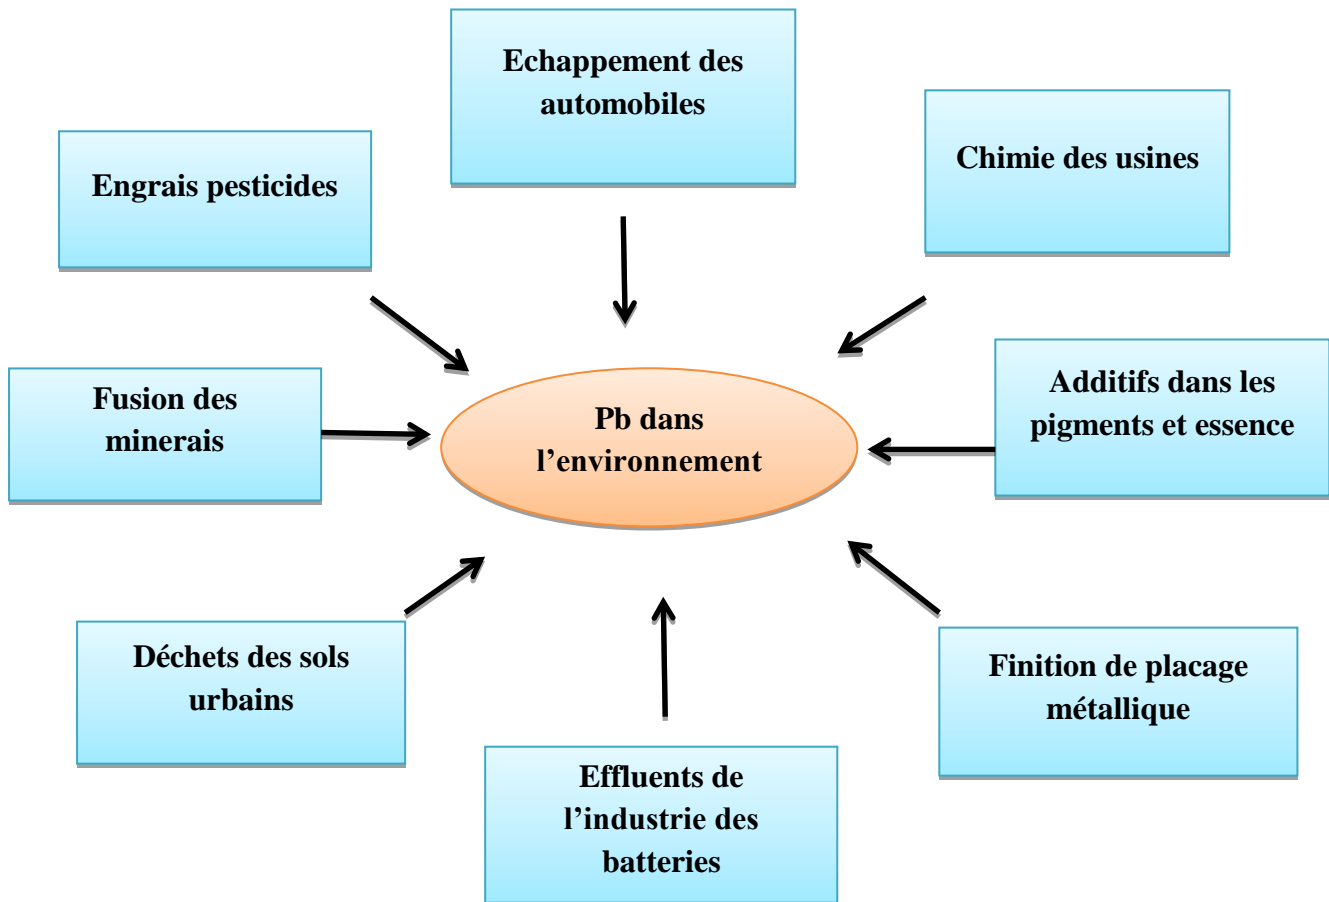 Echappement des
automobiles
Chimie des usines
Engrais pesticides
Additifs dans les
pigments et essence
Fusion des
minerais
Pb dans
l’environnement
Déchets des sols
urbains
Finition de placage
métallique
Effluents de
l’industrie des
batteries